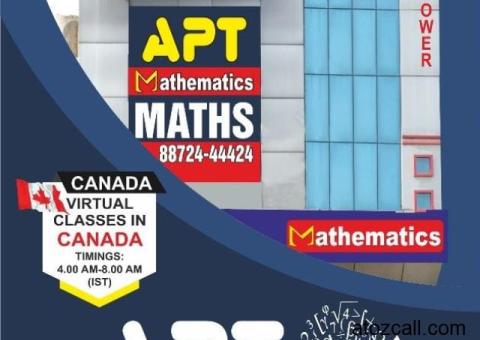 OWER
APT
Mathematics
MATHS
88724-44424
CANADA
VIRTUAL
CLASSES IN
CANADA
TIMINGS:
4.00 AM-8.00 AM
(IST)
Mathematics
APT
atozcall.com